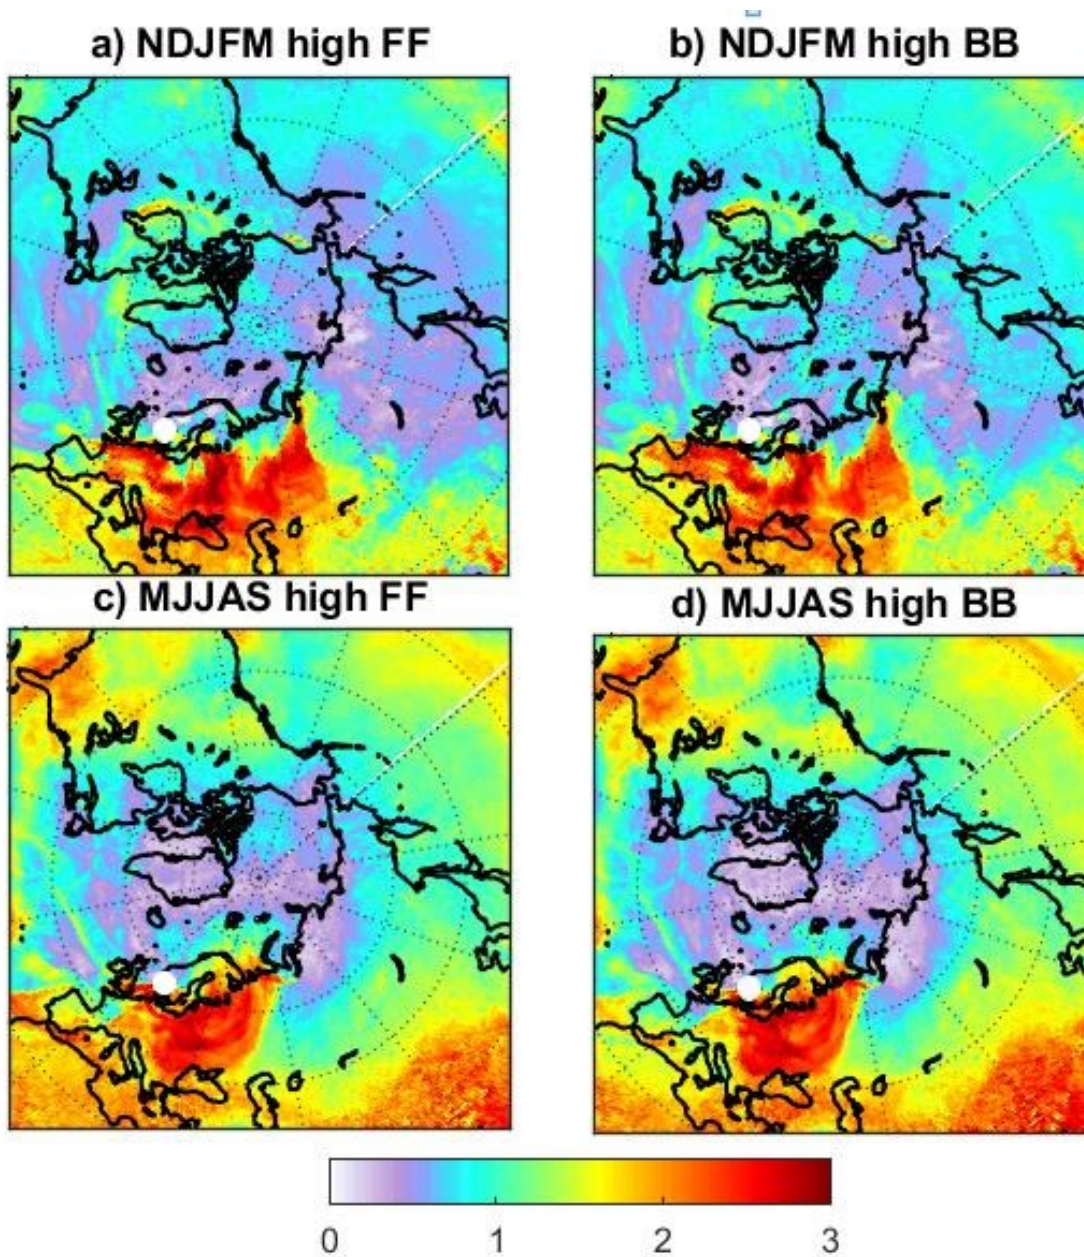 a) NDJFM high FF
b) NDJFM high BB
c) MJJAS high FF
d) MJJAS high BB
0 1 2 3